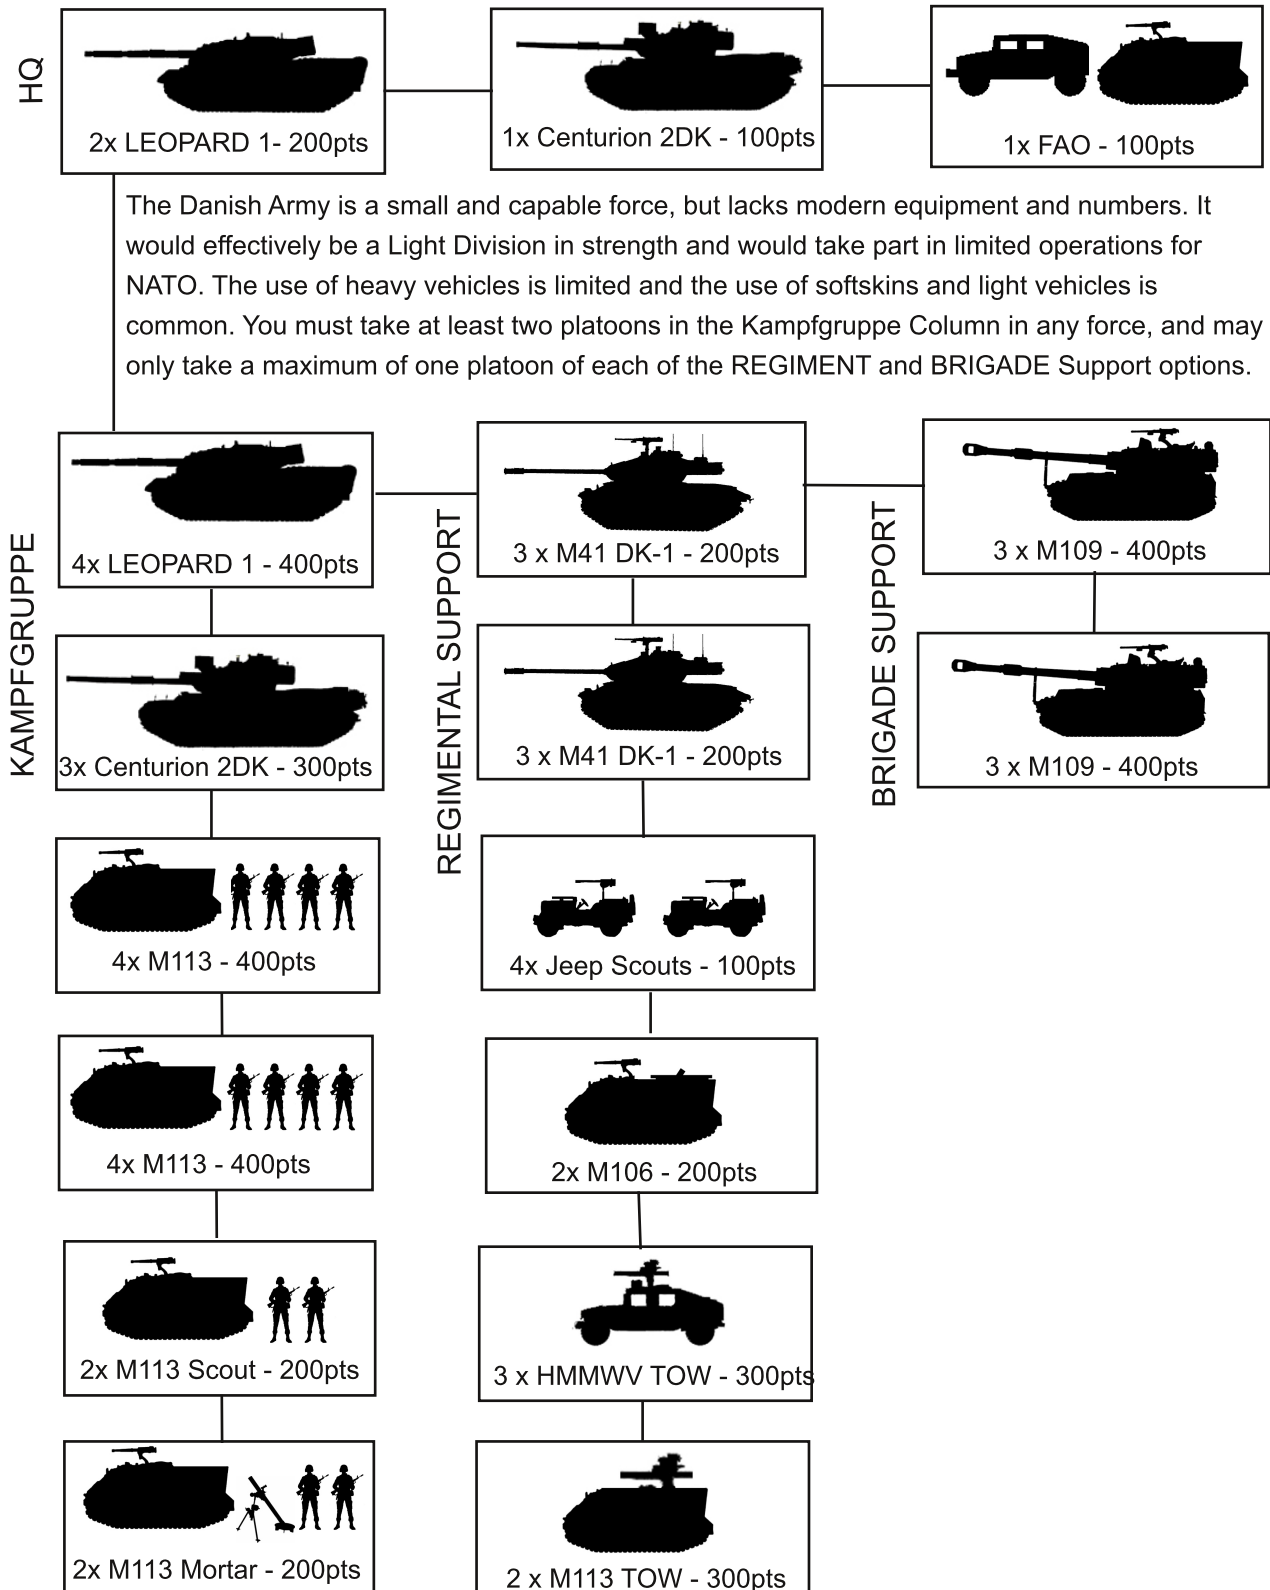 HQ
2x LEOPARD 1- 200pts
1x Centurion 2DK - 100pts
1x FAO - 100pts
The Danish Army is a small and capable force, but lacks modern equipment and numbers. It
would effectively be a Light Division in strength and would take part in limited operations for
NATO. The use of heavy vehicles is limited and the use of softskins and light vehicles is
common. You must take at least two platoons in the Kampfgruppe Column in any force, and may
only take a maximum of one platoon of each of the REGIMENT and BRIGADE Support options.
KAMPFGRUPPE
4x LEOPARD 1 - 400pts
3x Centurion 2DK - 300pts
4x M113 - 400pts
4x M113 - 400pts
2x M113 Scout - 200pts
2x M113 Mortar - 200pts
REGIMENTAL SUPPORT
3 x M41 DK-1 - 200pts
3 x M41 DK-1 - 200pts
4x Jeep Scouts - 100pts
2x M106 - 200pts
3 x HMMWV TOW - 300pts
2 x M113 TOW - 300pts
BRIGADE SUPPORT
3 x M109 - 400pts
3 x M109 - 400pts